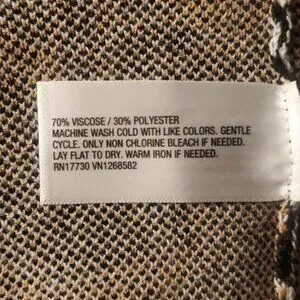 70% VISCOSE / 30% POLYESTER
MACHINE WASH COLD WITH LIKE COLORS. GENTLE
CYCLE. ONLY NON CHLORINE BLEACH IF NEEDED.
LAY FLAT TO DRY. WARM IRON IF NEEDED.
RN17730 VN1268582